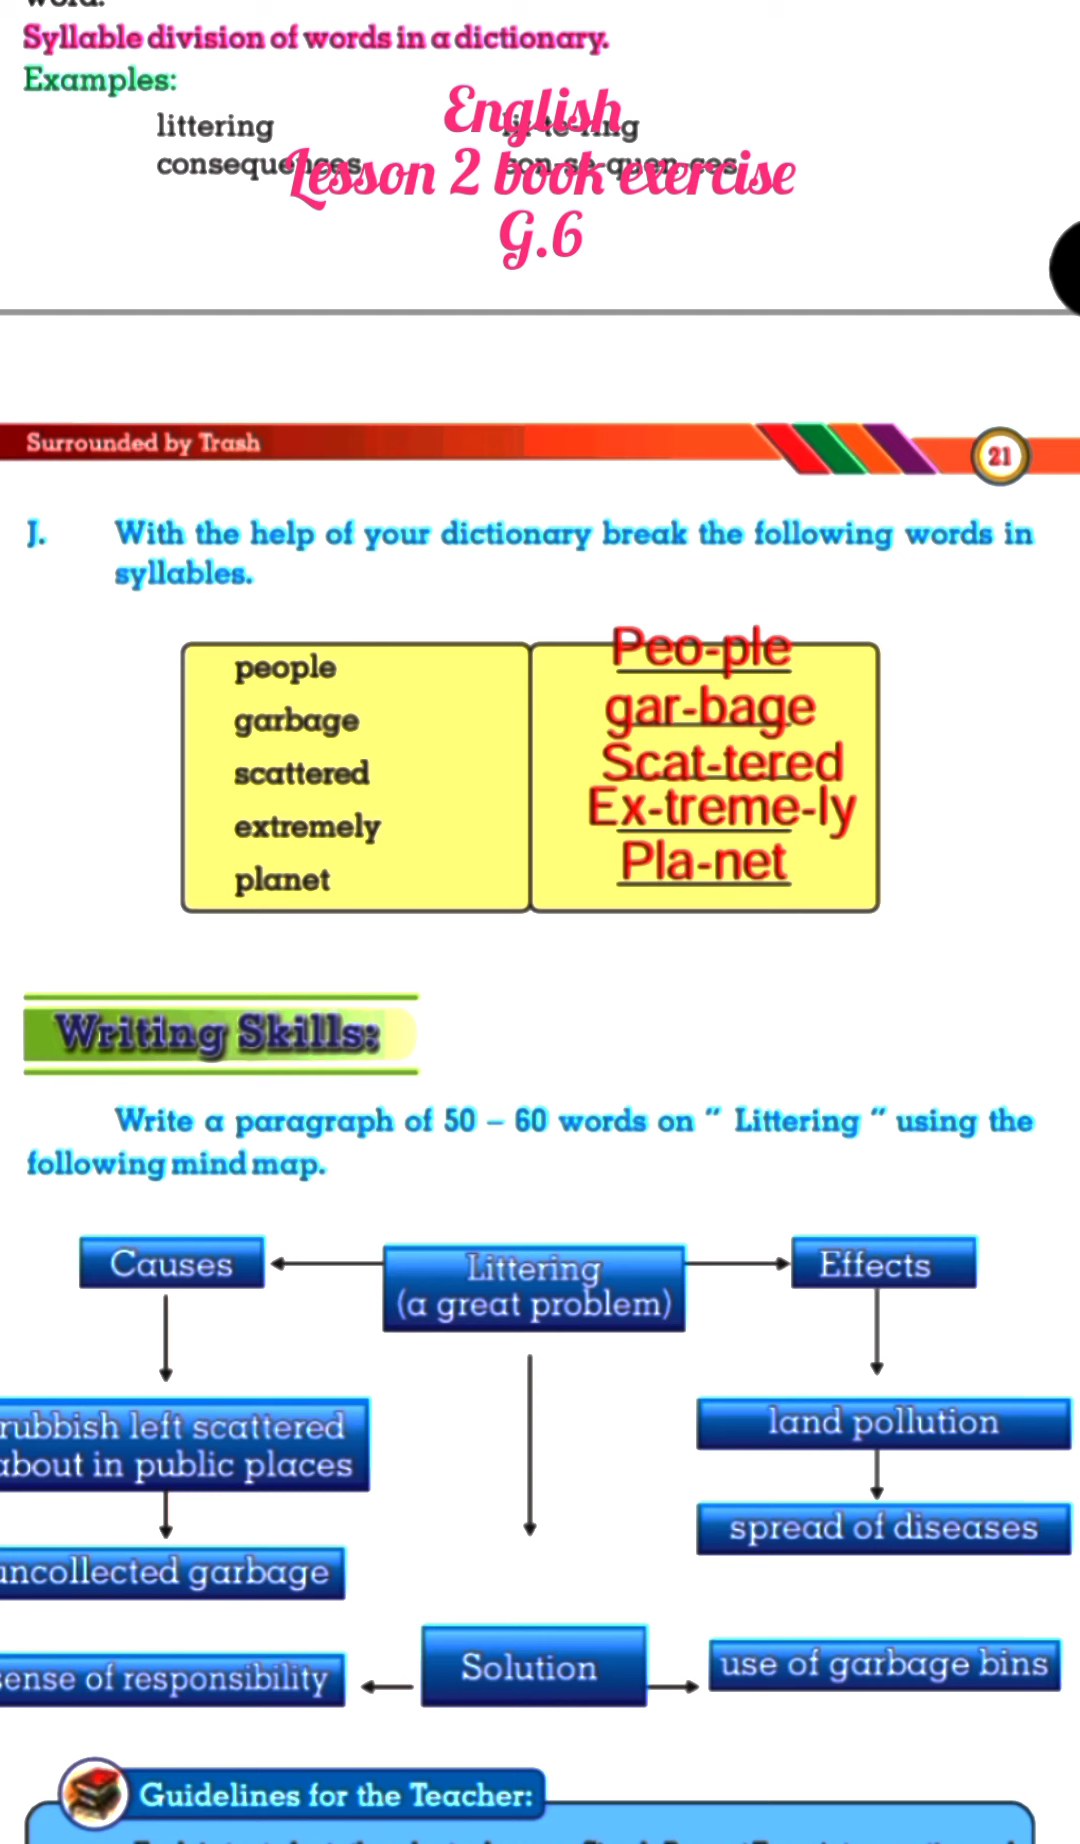 Syllable division of words in a dictionary.
Examples:
littering
consequences
English
Lesson 2 book exercise
G.6
Surrounded by Trash
21
J. With the help of your dictionary break the following words in
syllables.
people Peo-ple
garbage gar-bage
scattered Scat-tered
extremely Ex-treme-ly
planet Pla-net
Writing Skills:
Write a paragraph of 50 – 60 words on " Littering " using the
following mind map.
Causes
Littering
(a great problem)
Effects
rubbish left scattered
about in public places
land pollution
spread of diseases
uncollected garbage
sense of responsibility
Solution
use of garbage bins
Guidelines for the Teacher: